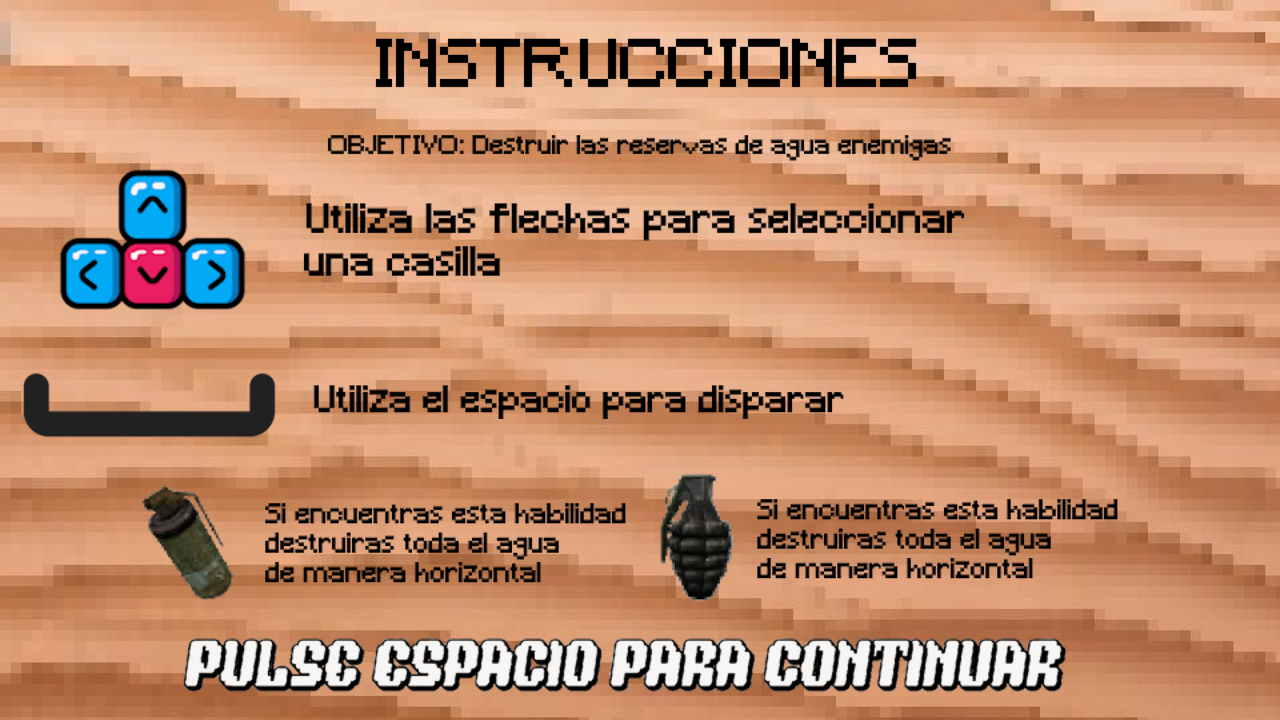 INSTRUCCIONES
OBJETIVO: Destruir las reservas de agua enemigas
Utiliza las flechas para seleccionar
una casilla
Utiliza el espacio para disparar
Si encuentras esta habilidad
destruiras toda el agua
de manera horizontal
Si encuentras esta habilidad
destruiras toda el agua
de manera horizontal
PULSE ESPACIO PARA CONTINUAR